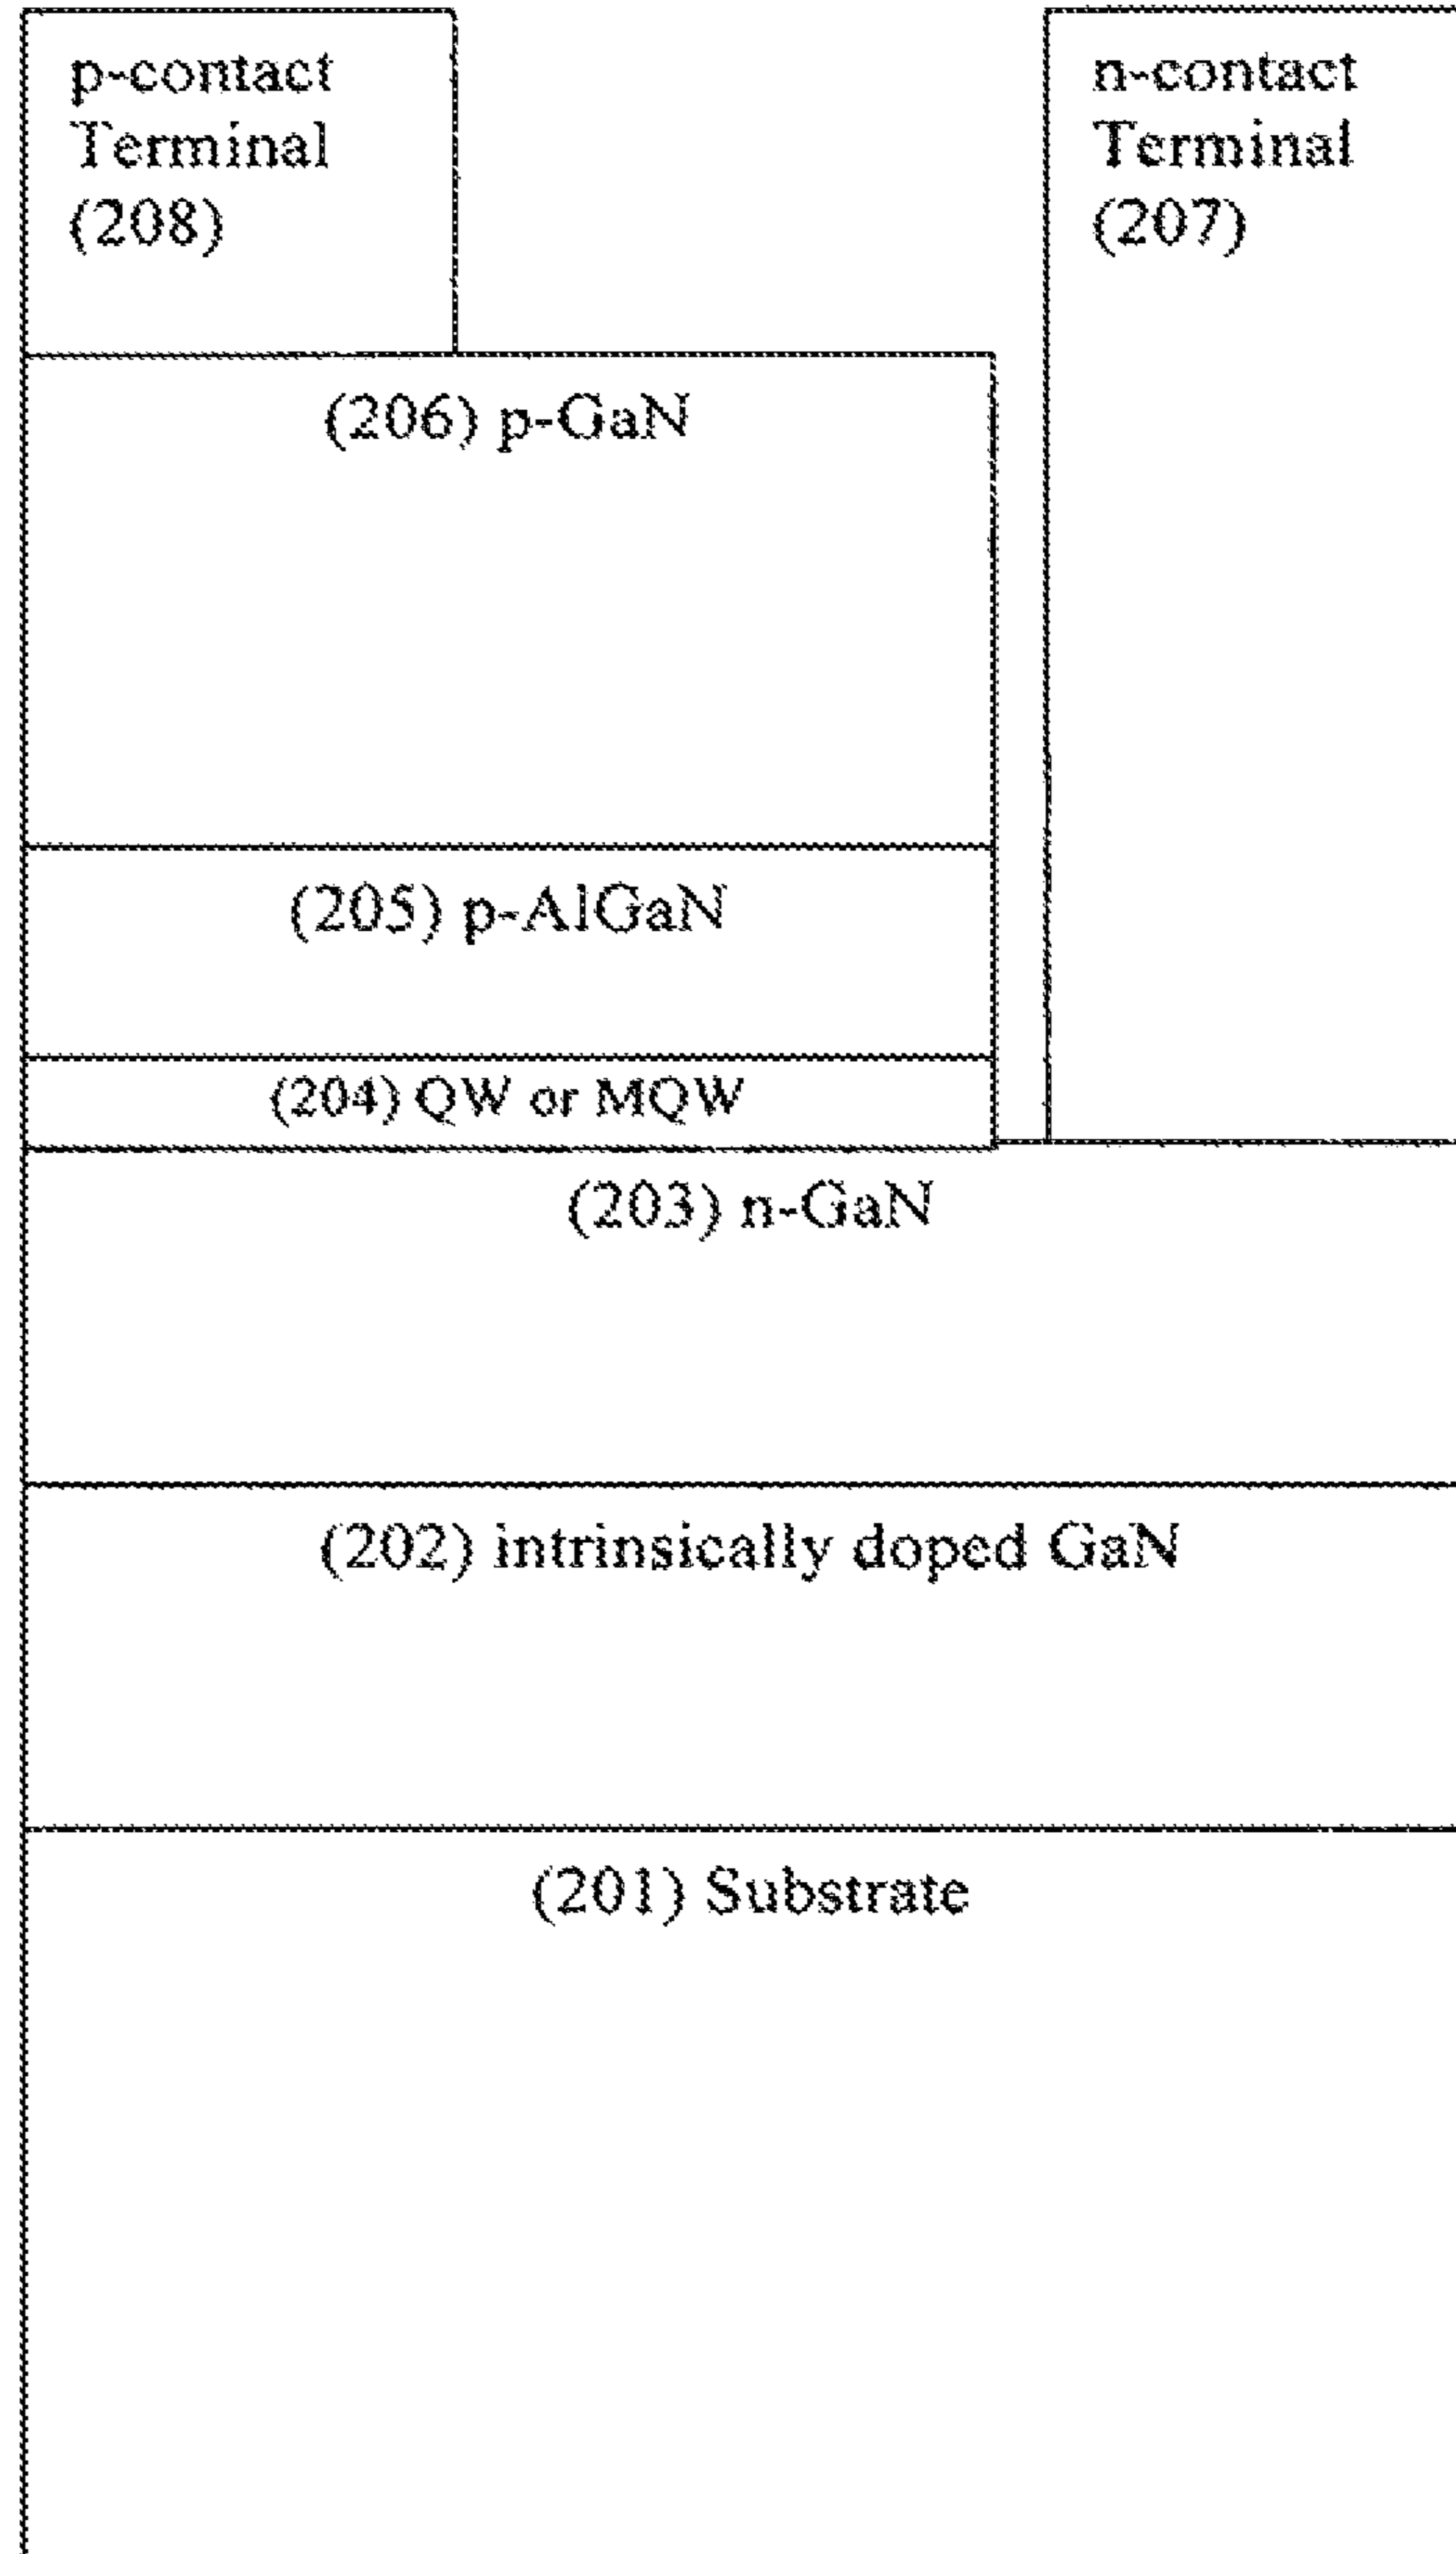 p-contact
Terminal
(208)
n-contact
Terminal
(207)
(206) p-GaN
(205) p-AlGaN
(204) QW or MQW
(203) n-GaN
(202) intrinsically doped GaN
(201) Substrate